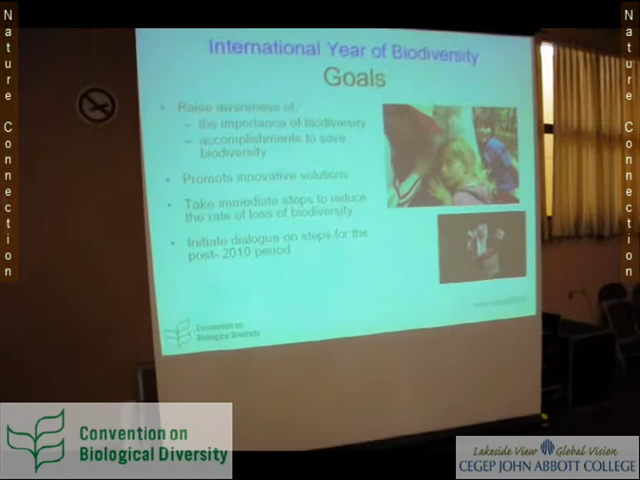 Nature Connection
Nature Connection
International Year of Biodiversity
Goals
• Raise awareness of:
– the importance of biodiversity
– accomplishments to save
biodiversity
• Promote innovative solutions
• Take immediate steps to reduce
the rate of loss of biodiversity
• Initiate dialogue on steps for the
post- 2010 period
Convention on
Biological Diversity
Convention on
Biological Diversity
Lakeside View Global Vision
CEGEP JOHN ABBOTT COLLEGE